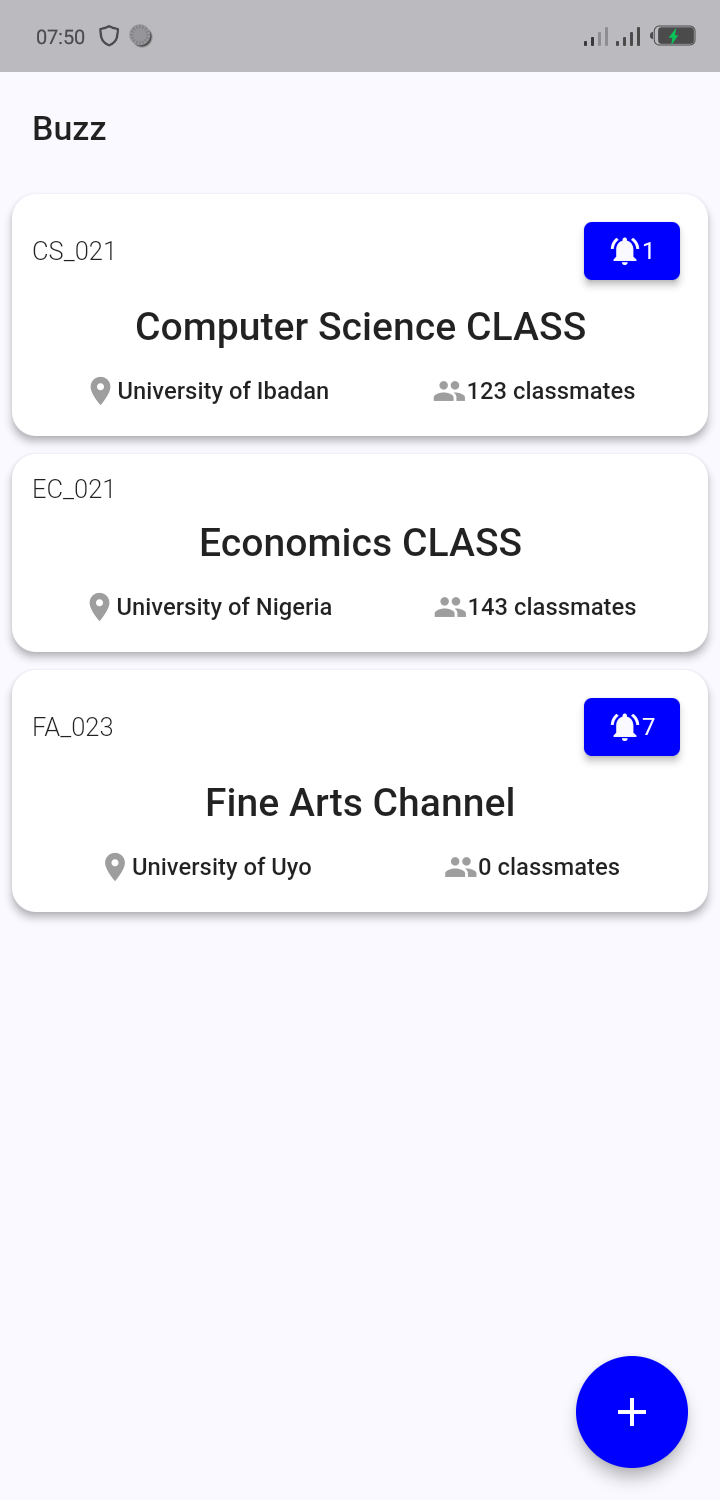 07:50
Buzz
CS_021
1
Computer Science CLASS
University of Ibadan
123 classmates
EC_021
Economics CLASS
University of Nigeria
143 classmates
FA_023
7
Fine Arts Channel
University of Uyo
0 classmates